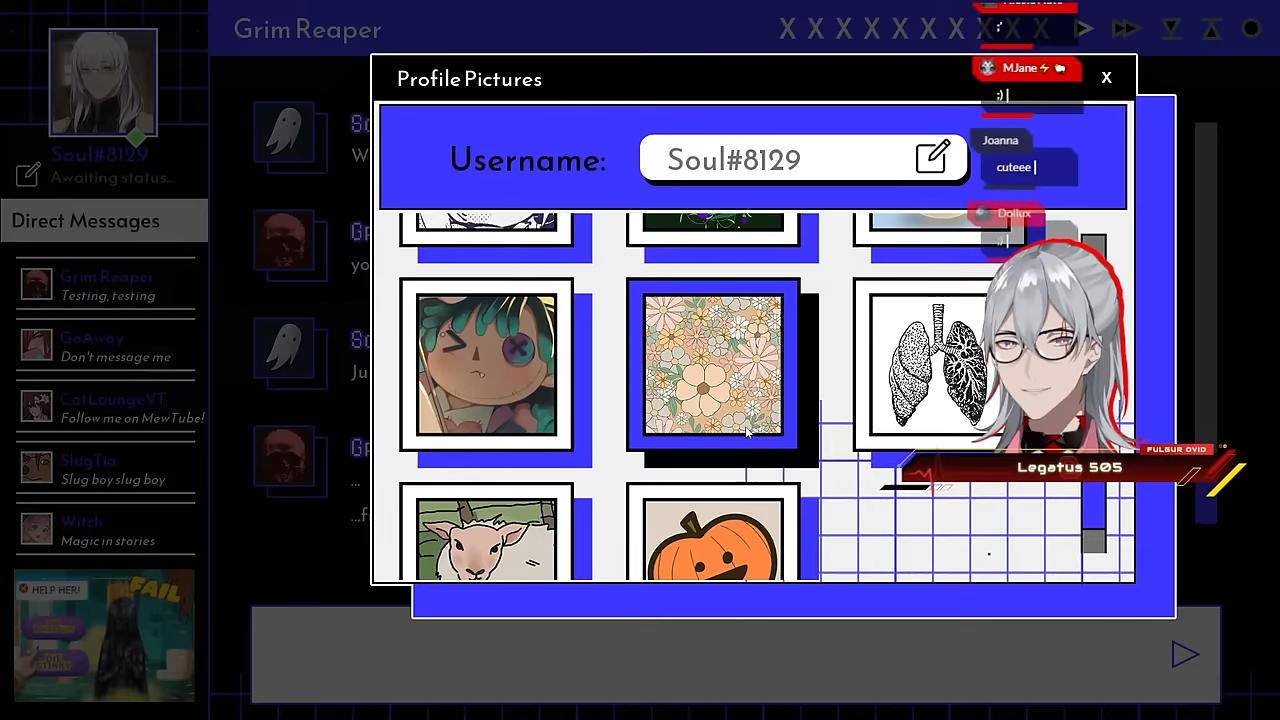 Grim Reaper
X X X X X X X X X X
Profile Pictures
X
MJane
;)
Username:
Soul#8129
Joanna
cuteee
Soul#8129
Awaiting status...
Dollux
;)
Direct Messages
Grim Reaper
Testing, testing
GoAway
Don't message me
CatLoungeVT
Follow me on MewTube!
SlugTia
Slug boy slug boy
Witch
Magic in stories
FULGUR OVID
Legatus 505
HELP HER!
FAIL